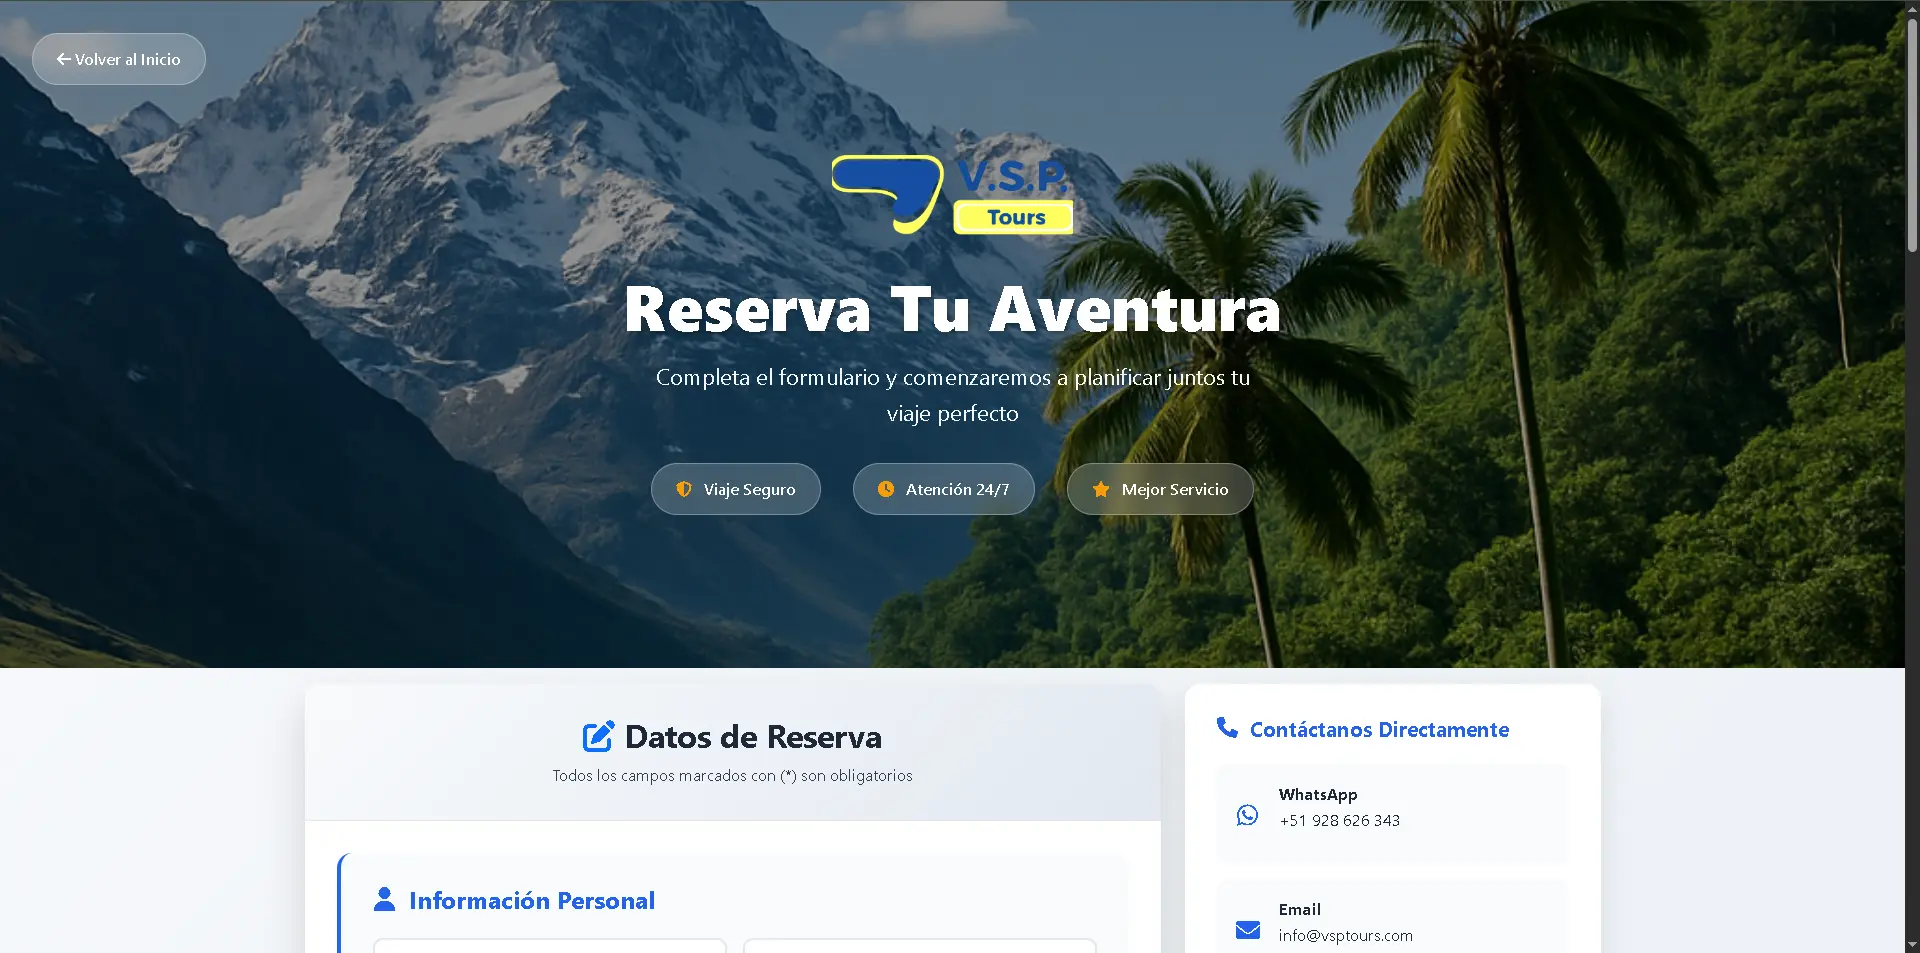 Volver al Inicio
V.S.P.
Tours
Reserva Tu Aventura
Completa el formulario y comenzaremos a planificar juntos tu
viaje perfecto
Viaje Seguro
Atención 24/7
Mejor Servicio
Datos de Reserva
Todos los campos marcados con (*) son obligatorios
Información Personal
Contáctanos Directamente
WhatsApp
+51 928 626 343
Email
info@vsptours.com